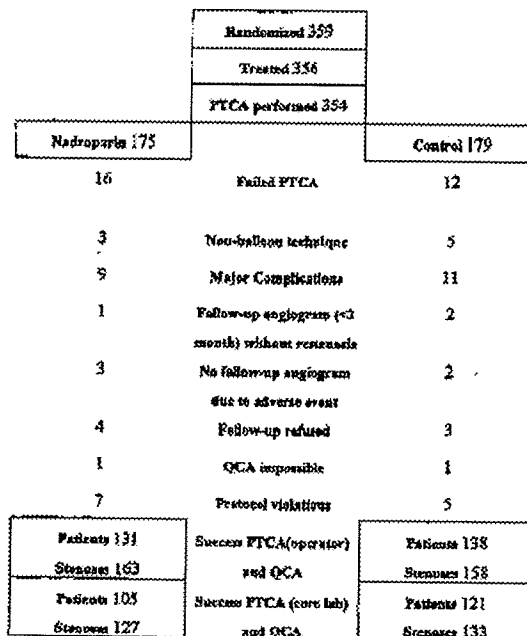 Randomized 359
Treated 356
PTCA performed 354
Nadroparin 175 Control 179
16 Failed PTCA 12
3 Non-balloon technique 5
9 Major Complications 11
1 Follow-up angiogram (<3 2
month) without restenosis
3 No follow-up angiogram 2
due to adverse event
4 Follow-up refused 3
1 QCA impossible 1
7 Protocol violations 5
Patients 131 Success PTCA(operator) Patients 138
Stenoses 163 and QCA Stenoses 158
Patients 105 Success PTCA (core lab) Patients 121
Stenoses 127 and QCA Stenoses 133